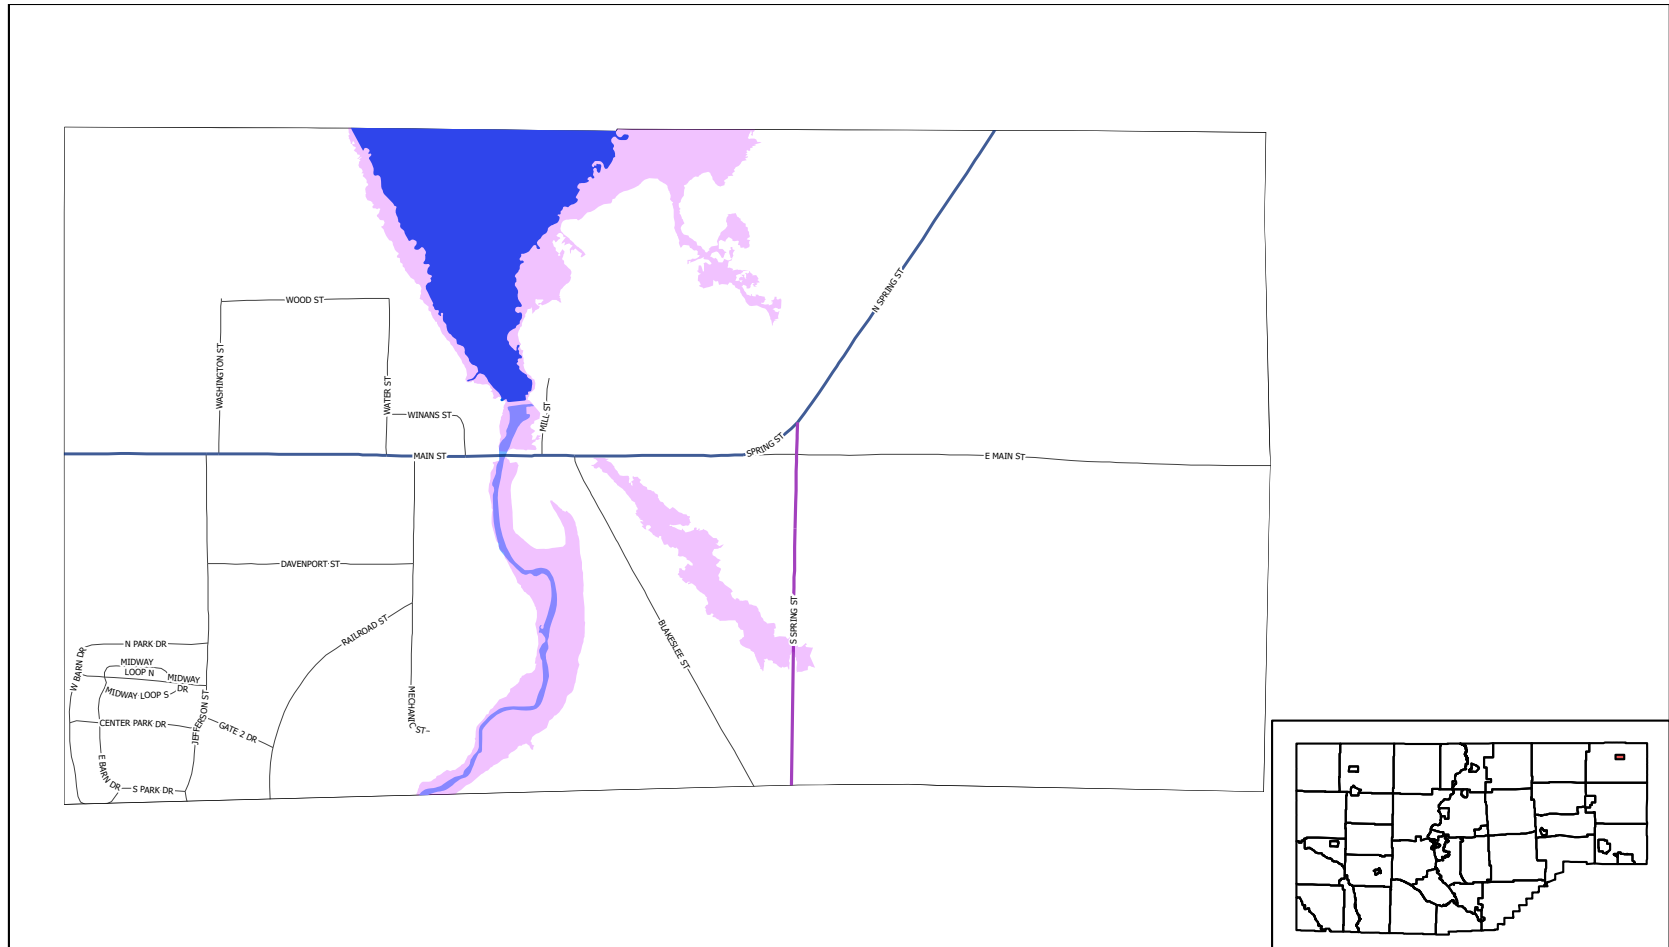 N SPRING ST
WOOD ST
WASHINGTON ST
WATER ST
WINANS ST
MILL ST
SPRING ST
MAIN ST
E MAIN ST
DAVENPORT ST
RAILROAD ST
BLAKESLEE ST
S SPRING ST
N PARK DR
W BARN DR
MIDWAY
LOOP N
MIDWAY
DR
MIDWAY LOOP S
MECHANIC ST
JEFFERSON ST
CENTER PARK DR
GATE 2 DR
E BARN DR
S PARK DR